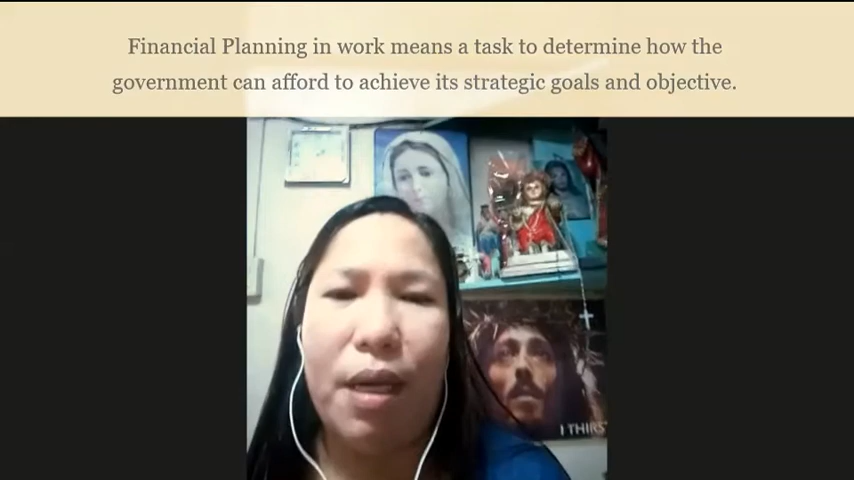 Financial Planning in work means a task to determine how the
government can afford to achieve its strategic goals and objective.
I THIRS